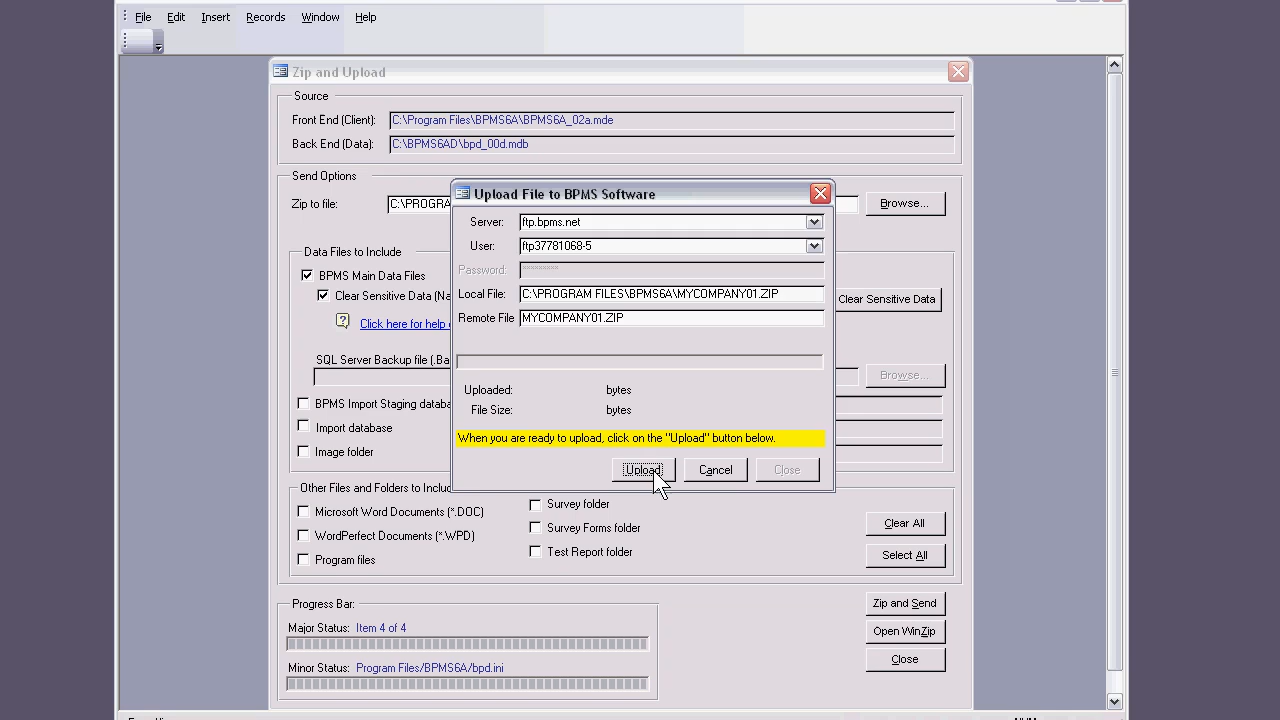 File Edit Insert Records Window Help
Zip and Upload
Source
Front End (Client): C:\Program Files\BPMS6A\BPMS6A_02a.mde
Back End (Data): C:\BPMS6AD\bpd_00d.mdb
Send Options
Zip to file: C:\PROGRA Browse...
Data Files to Include
BPMS Main Data Files
Clear Sensitive Data (Na Clear Sensitive Data
Click here for help
SQL Server Backup file (.Ba
Browse...
BPMS Import Staging databa
Import database
Image folder
Upload File to BPMS Software
Server: ftp.bpms.net
User: ftp37781068-5
Password: ********
Local File: C:\PROGRAM FILES\BPMS6A\MYCOMPANY01.ZIP
Remote File MYCOMPANY01.ZIP
Uploaded: bytes
File Size: bytes
When you are ready to upload, click on the "Upload" button below.
Upload Cancel Close
Other Files and Folders to Inclu
Microsoft Word Documents (*.DOC)
WordPerfect Documents (*.WPD)
Program files
Survey folder
Survey Forms folder
Test Report folder
Clear All
Select All
Progress Bar:
Major Status: Item 4 of 4
Minor Status: Program Files/BPMS6A/bpd.ini
Zip and Send
Open WinZip
Close